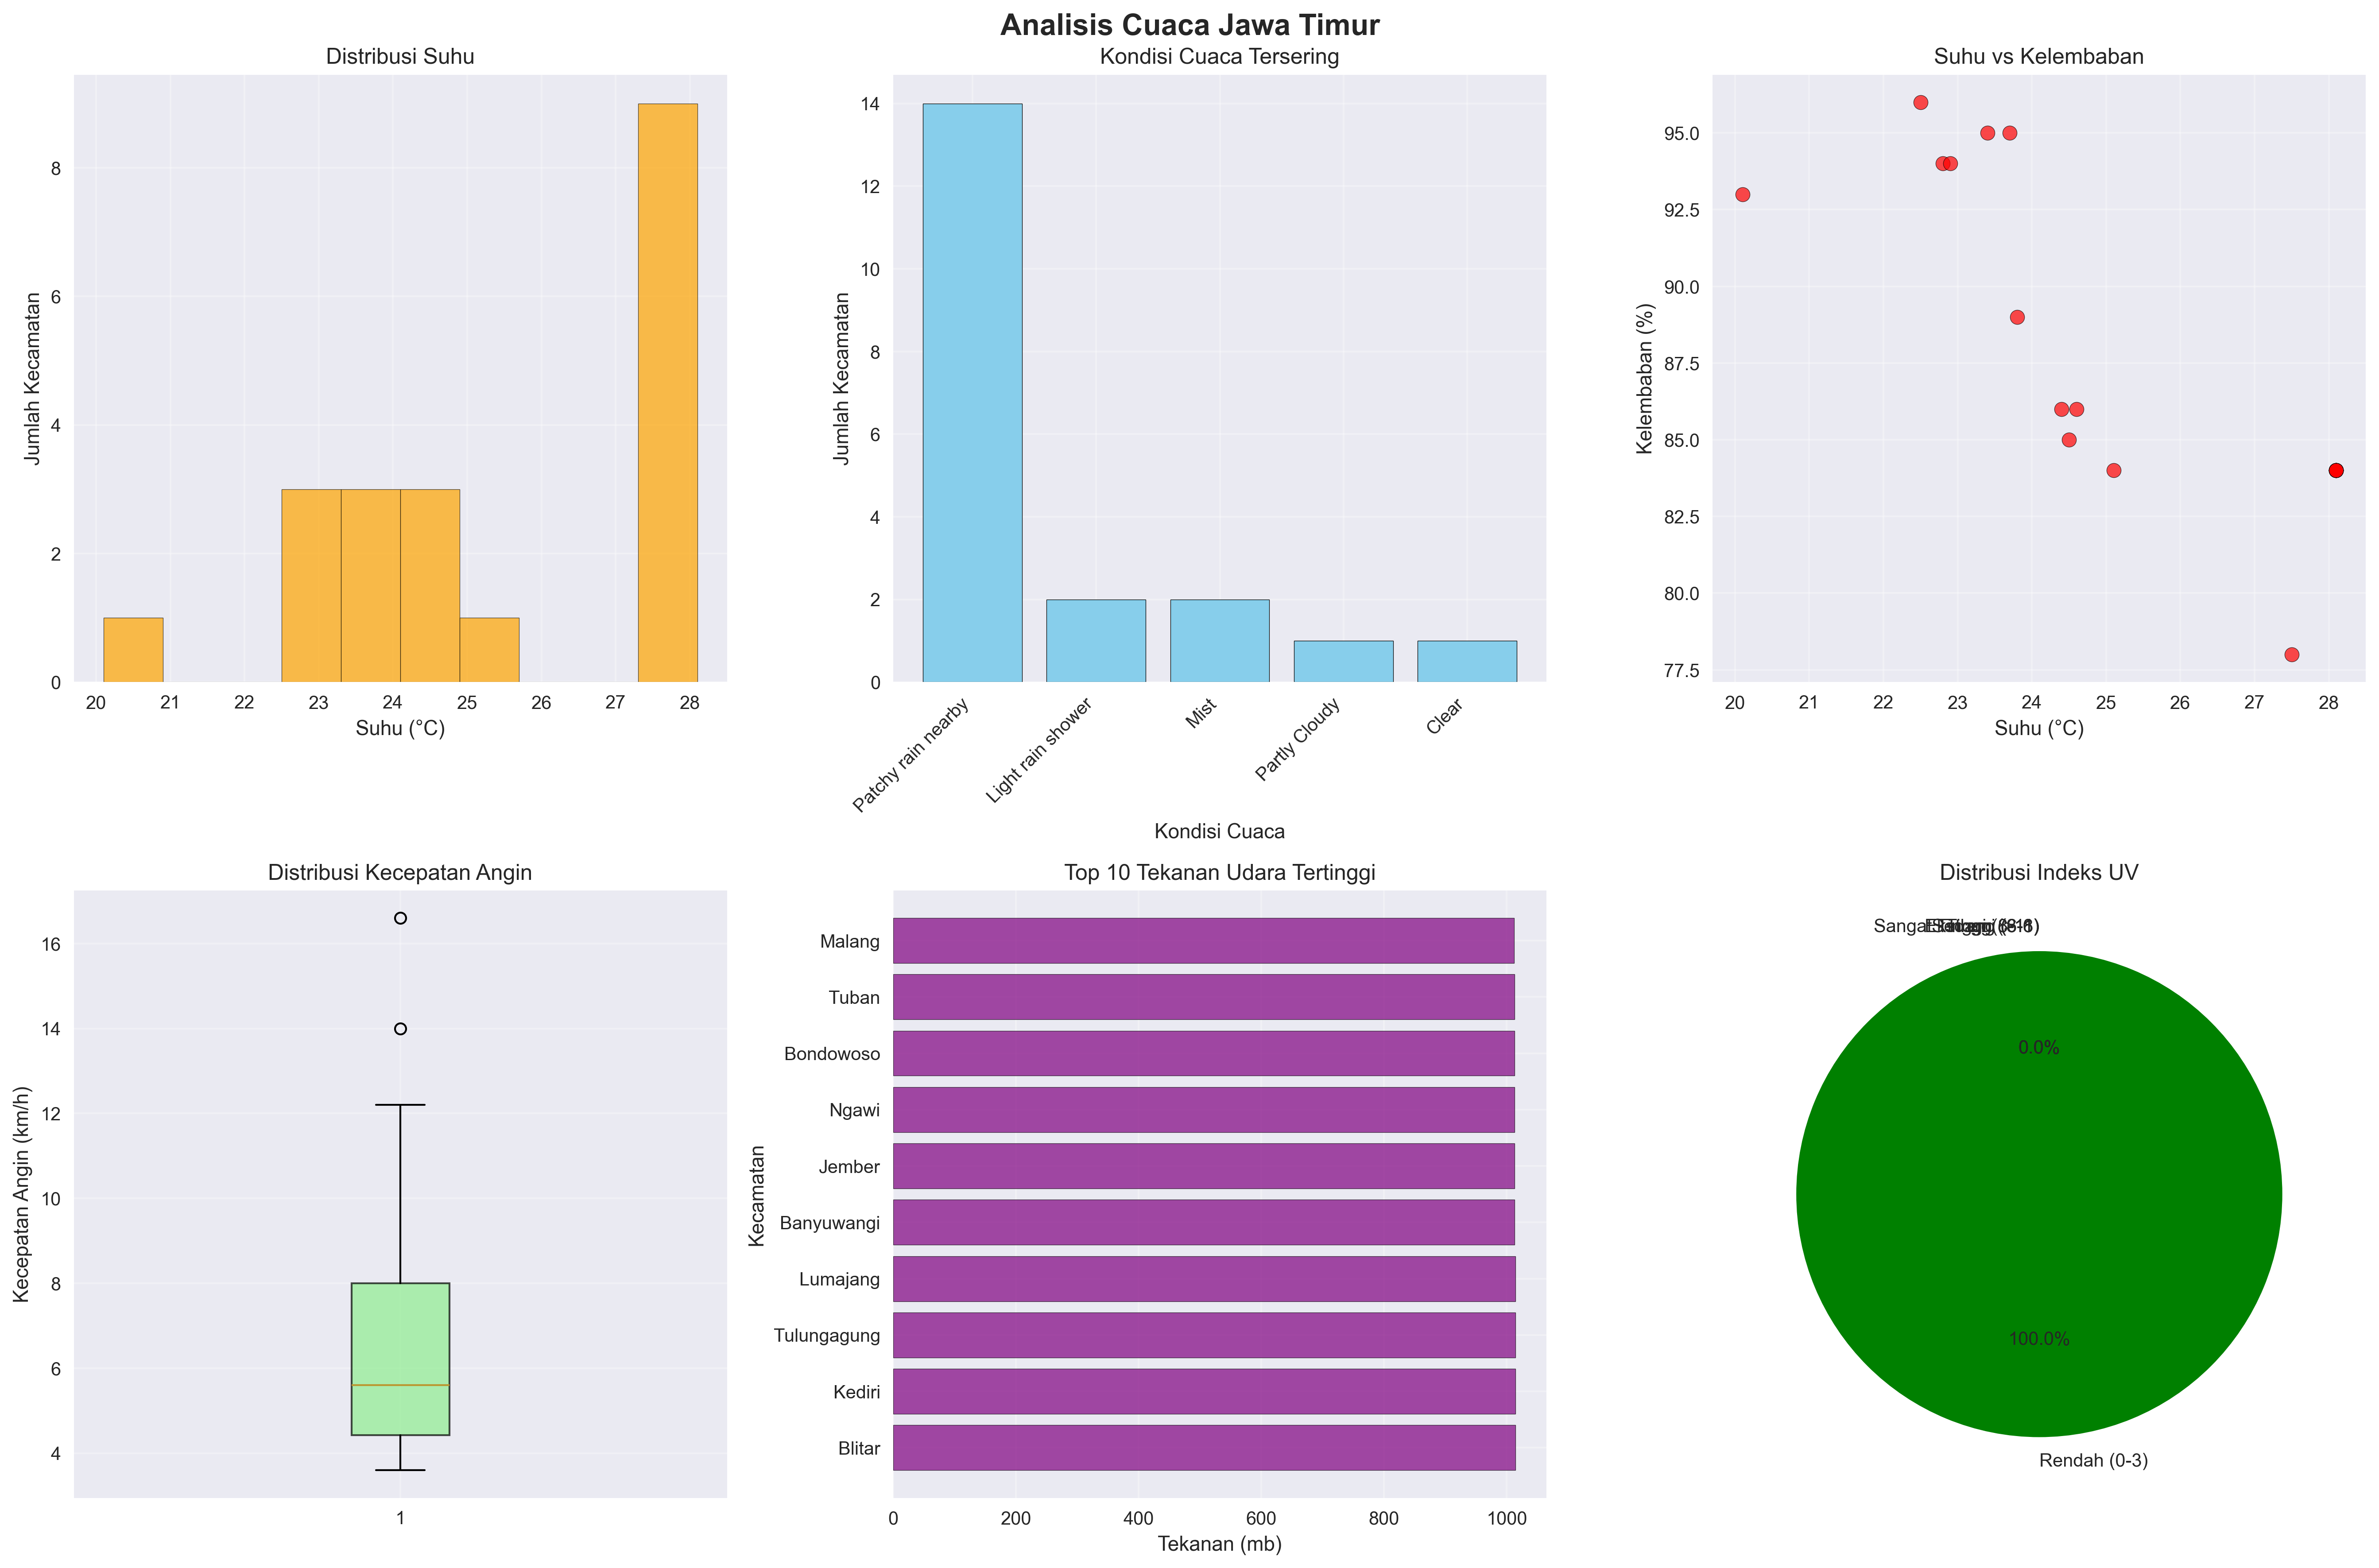 Analisis Cuaca Jawa Timur
Distribusi Suhu
Jumlah Kecamatan
8
6
4
2
0
20 21 22 23 24 25 26 27 28
Suhu (°C)
Kondisi Cuaca Tersering
Jumlah Kecamatan
14
12
10
8
6
4
2
0
Patchy rain nearby
Light rain shower
Mist
Partly Cloudy
Clear
Kondisi Cuaca
Suhu vs Kelembaban
Kelembaban (%)
95.0
92.5
90.0
87.5
85.0
82.5
80.0
77.5
20 21 22 23 24 25 26 27 28
Suhu (°C)
Distribusi Kecepatan Angin
Kecepatan Angin (km/h)
16
14
12
10
8
6
4
1
Top 10 Tekanan Udara Tertinggi
Kecamatan
Malang
Tuban
Bondowoso
Ngawi
Jember
Banyuwangi
Lumajang
Tulungagung
Kediri
Blitar
0 200 400 600 800 1000
Tekanan (mb)
Distribusi Indeks UV
0.0%
100.0%
Rendah (0-3)